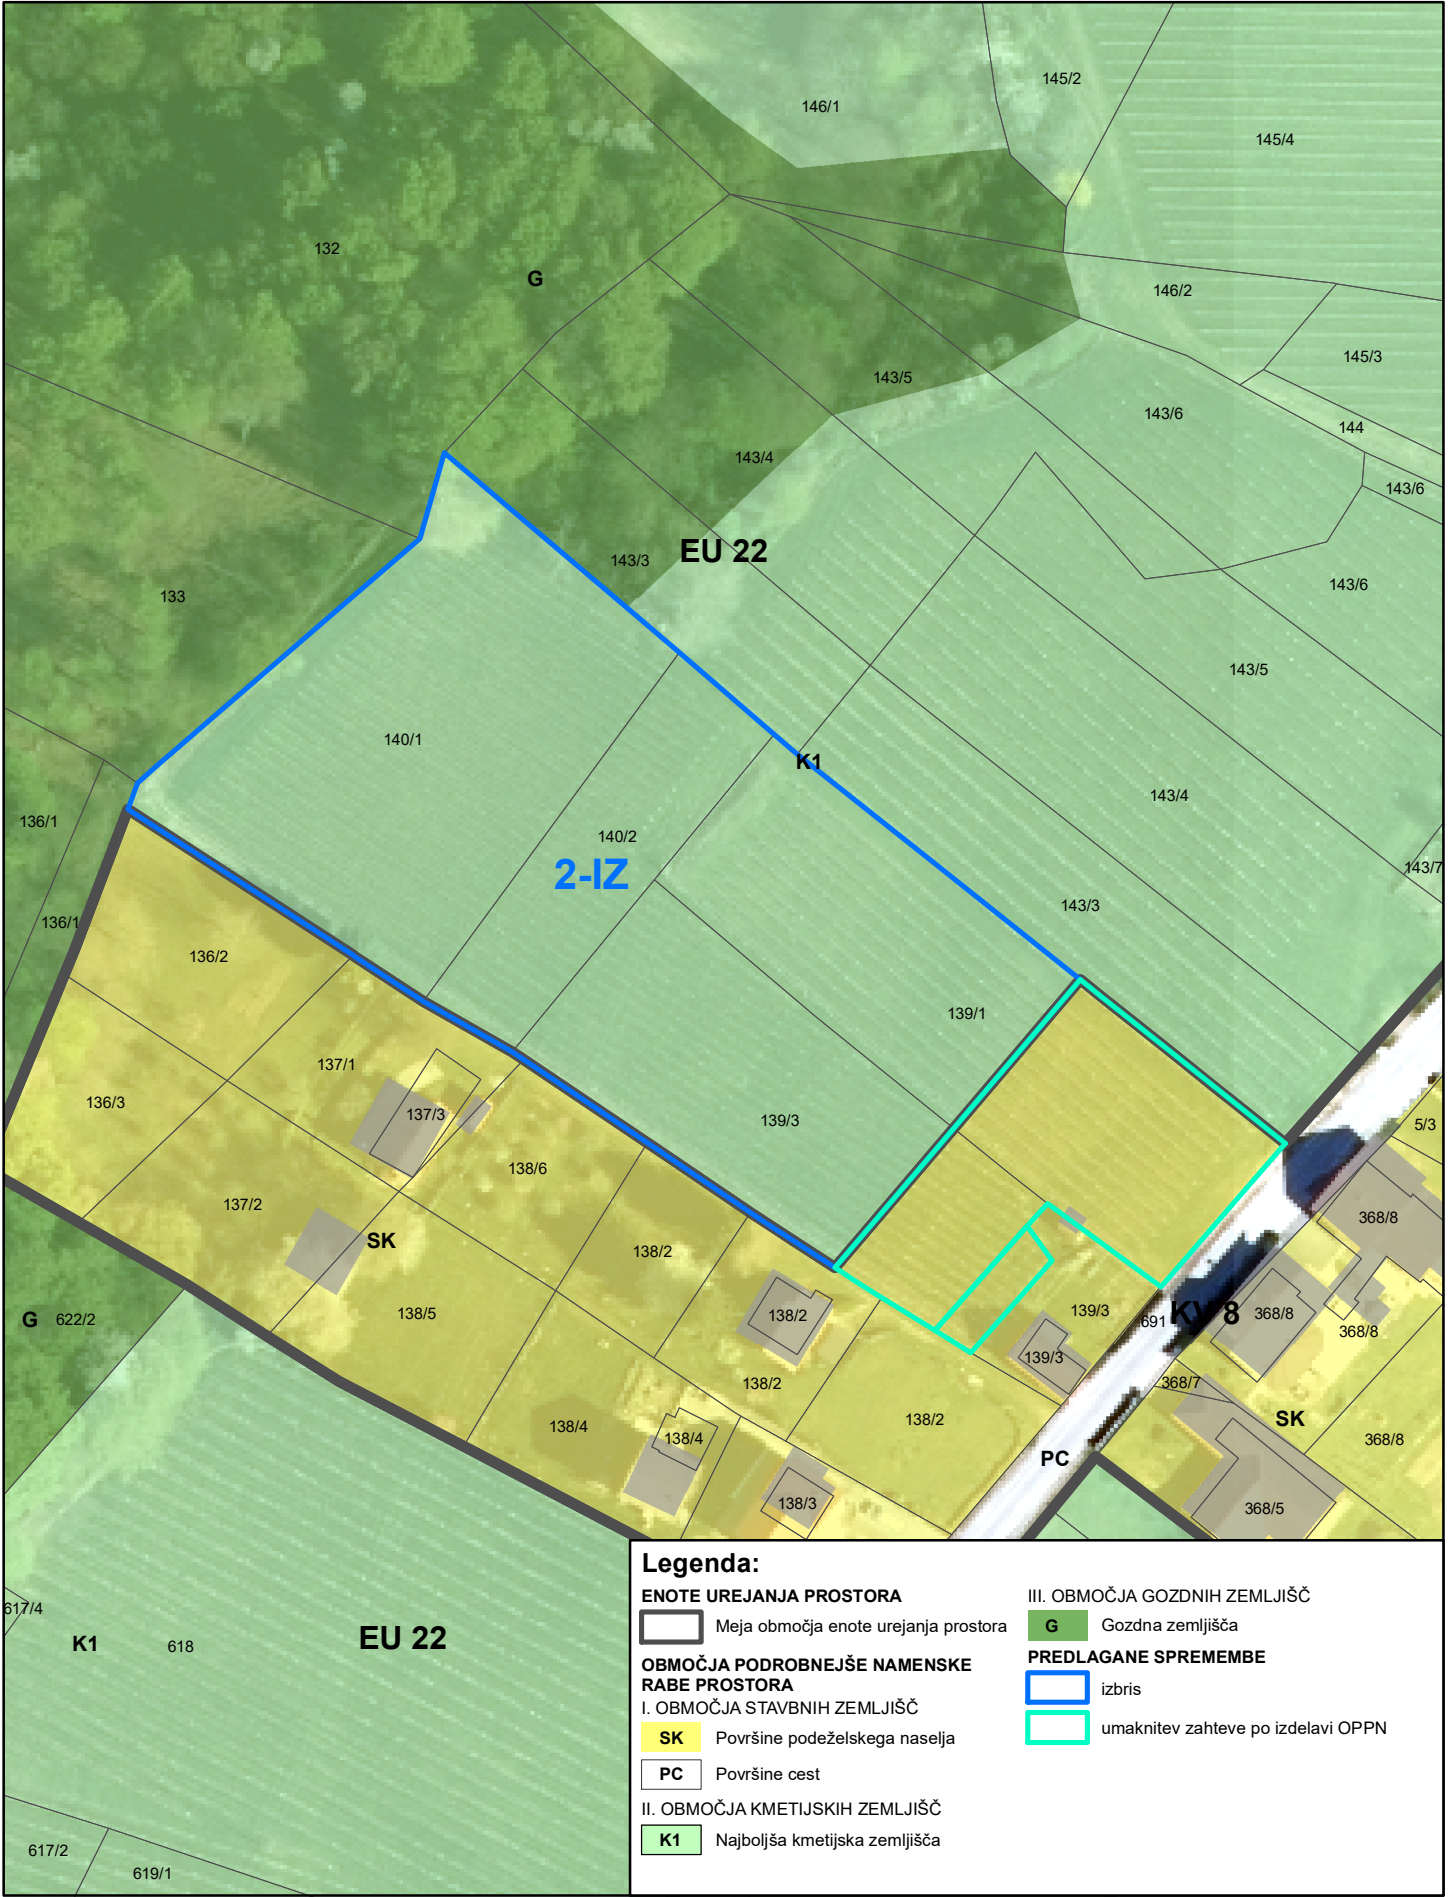 145/2
146/1
145/4
132
G
146/2
145/3
143/5
143/6
144
143/4
143/6
EU 22
143/3
143/6
133
143/5
140/1
K1
143/4
136/1
140/2
143/7
2-IZ
143/3
136/1
136/2
139/1
137/1
136/3
137/3
139/3
5/3
138/6
137/2
368/8
SK
138/2
G
622/2
138/5
138/2
139/3
691
KV 8
368/8
368/8
139/3
138/2
368/7
138/4
138/2
SK
138/4
368/8
PC
138/3
368/5
617/4
K1
618
EU 22
617/2
619/1
Legenda:
ENOTE UREJANJA PROSTORA
Meja območja enote urejanja prostora
OBMOČJA PODROBNEJŠE NAMENSKE
RABE PROSTORA
I. OBMOČJA STAVBNIH ZEMLJIŠČ
SK Površine podeželskega naselja
PC Površine cest
II. OBMOČJA KMETIJSKIH ZEMLJIŠČ
K1 Najboljša kmetijska zemljišča
III. OBMOČJA GOZDNIH ZEMLJIŠČ
G Gozdna zemljišča
PREDLAGANE SPREMEMBE
izbris
umaknitev zahteve po izdelavi OPPN